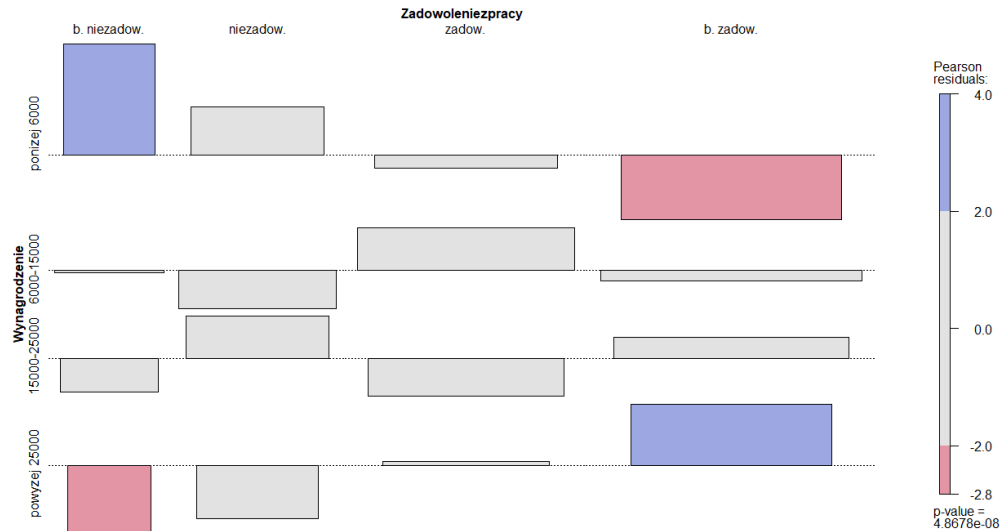 Zadowoleniezpracy
b. niezadow. niezadow. zadow. b. zadow.
Wynagrodzenie
ponizej 6000
6000-15000
15000-25000
powyzej 25000
Pearson
residuals:
4.0
2.0
0.0
-2.0
-2.8
p-value =
4.8678e-08